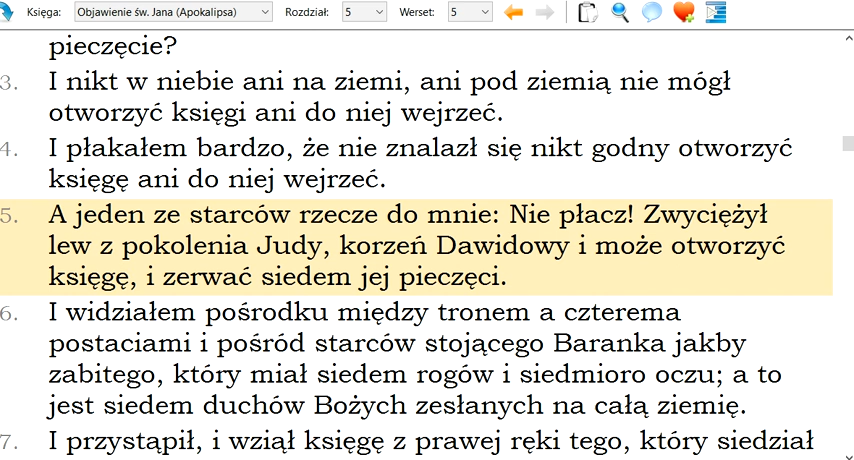 Księga: Objawienie św. Jana (Apokalipsa) Rozdział: 5 Werset: 5
pieczęcie?
3. I nikt w niebie ani na ziemi, ani pod ziemią nie mógł
otworzyć księgi ani do niej wejrzeć.
4. I płakałem bardzo, że nie znalazł się nikt godny otworzyć
księgę ani do niej wejrzeć.
5. A jeden ze starców rzecze do mnie: Nie płacz! Zwyciężył
lew z pokolenia Judy, korzeń Dawidowy i może otworzyć
księgę, i zerwać siedem jej pieczęci.
6. I widziałem pośrodku między tronem a czterema
postaciami i pośród starców stojącego Baranka jakby
zabitego, który miał siedem rogów i siedmioro oczu; a to
jest siedem duchów Bożych zesłanych na całą ziemię.
7. I przystąpił, i wziął księgę z prawej ręki tego, który siedział